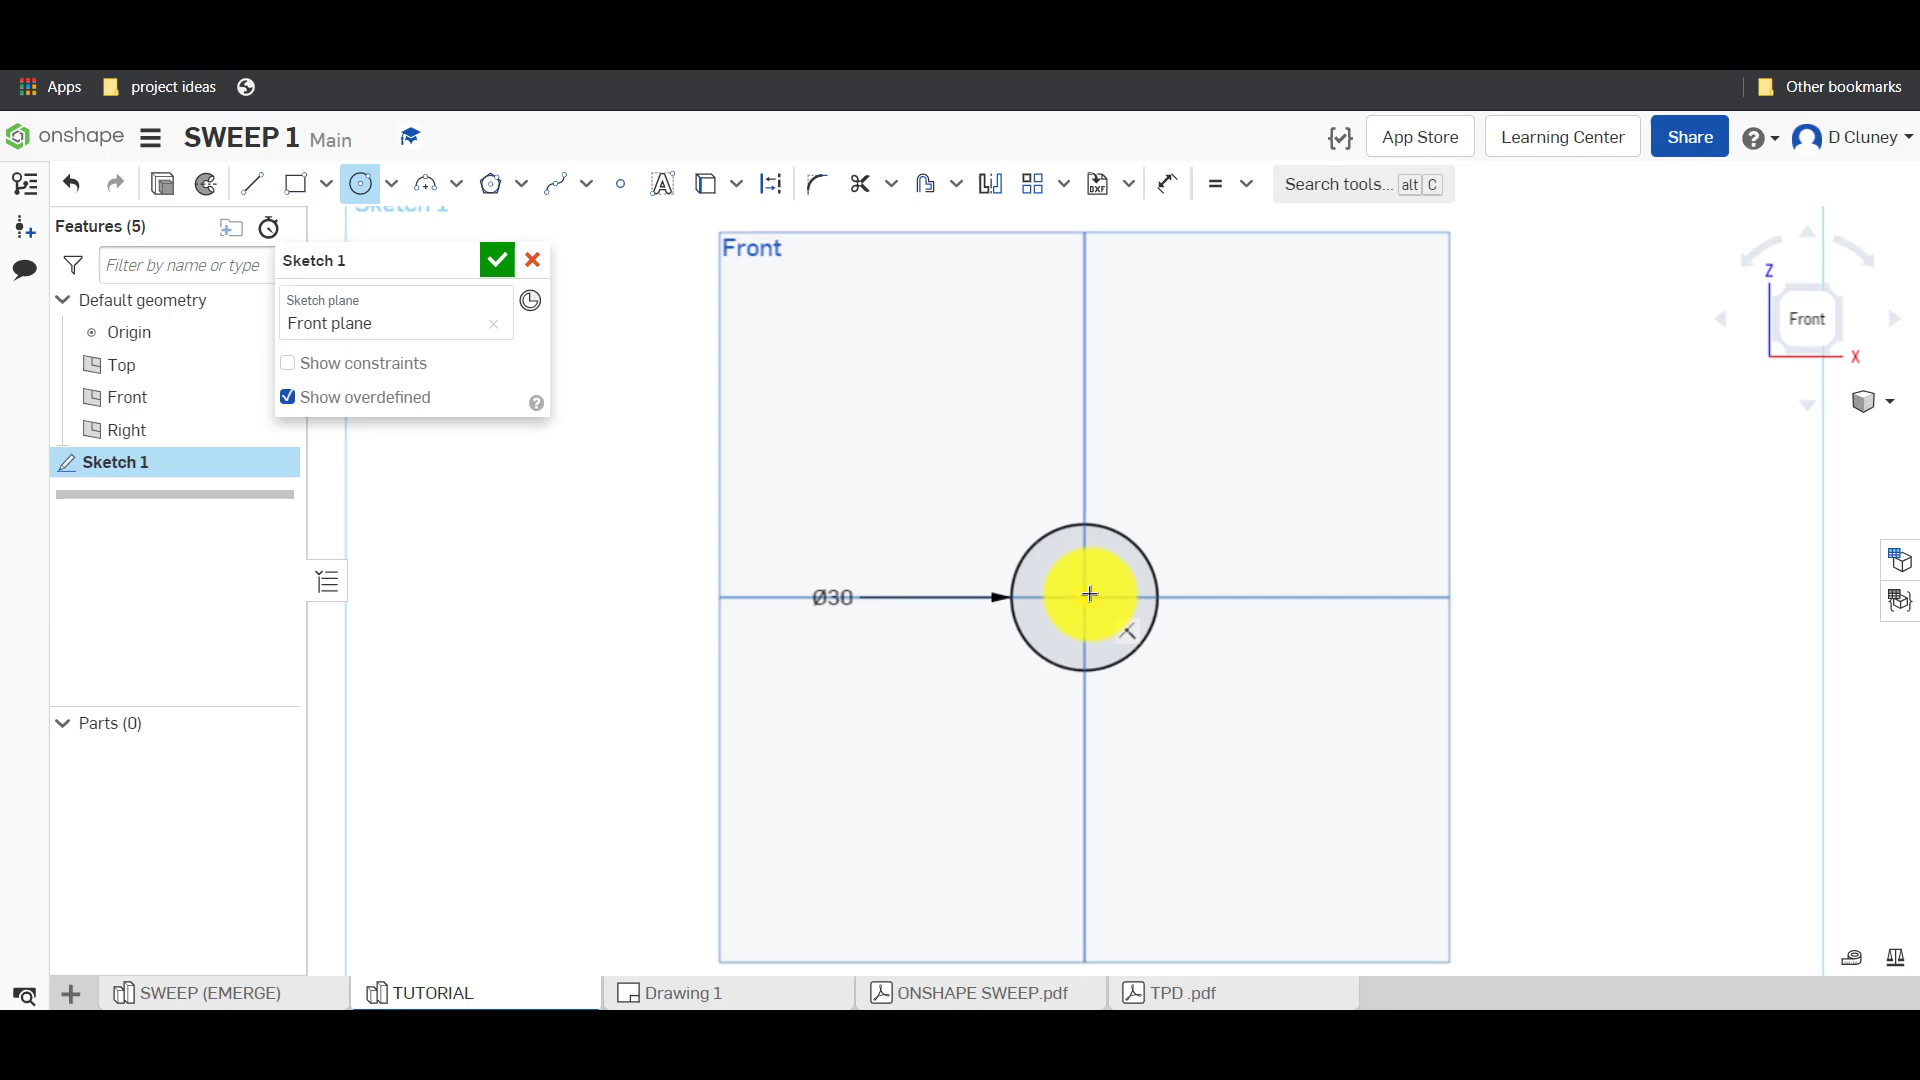 Apps
project ideas
Other bookmarks
onshape
SWEEP 1 Main
App Store
Learning Center
Share
D Cluney
Search tools... alt C
DXF
Sketch 1
Features (5)
Filter by name or type
Default geometry
Origin
Top
Front
Right
Sketch 1
Parts (0)
Sketch 1
Sketch plane
Front plane
Show constraints
Show overdefined
Front
Ø30
Z
Front
X
SWEEP (EMERGE)
TUTORIAL
Drawing 1
ONSHAPE SWEEP.pdf
TPD .pdf